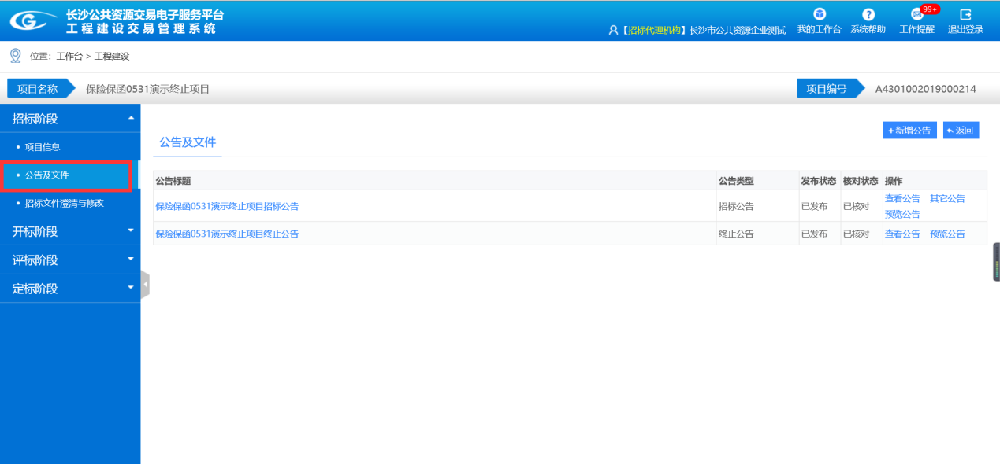 长沙公共资源交易电子服务平台
工程建设交易管理系统
【招标代理机构】长沙市公共资源企业测试
我的工作台
系统帮助
99+
工作提醒
退出登录
位置：工作台 > 工程建设
项目名称
保险保函0531演示终止项目
项目编号
A4301002019000214
招标阶段
• 项目信息
• 公告及文件
• 招标文件澄清与修改
开标阶段
评标阶段
定标阶段
公告及文件
+新增公告
返回
公告标题 公告类型 发布状态 核对状态 操作
保险保函0531演示终止项目招标公告 招标公告 已发布 已核对 查看公告 其它公告
预览公告
保险保函0531演示终止项目终止公告 终止公告 已发布 已核对 查看公告 预览公告